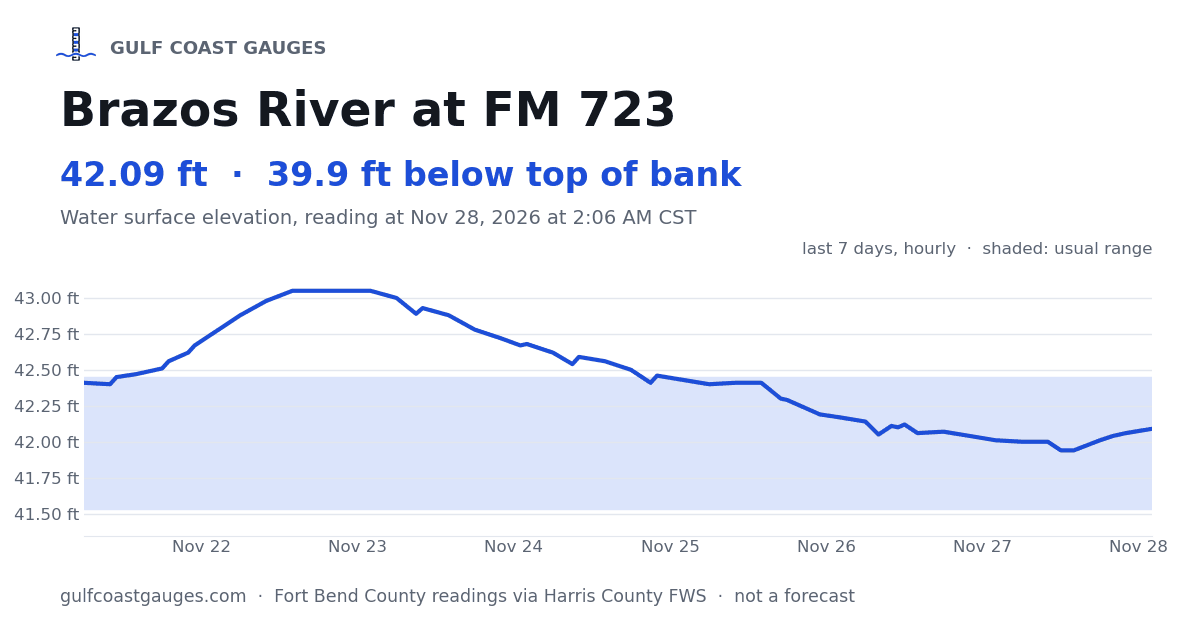 GULF COAST GAUGES
Brazos River at FM 723
42.09 ft · 39.9 ft below top of bank
Water surface elevation, reading at Nov 28, 2026 at 2:06 AM CST
last 7 days, hourly · shaded: usual range
43.00 ft
42.75 ft
42.50 ft
42.25 ft
42.00 ft
41.75 ft
41.50 ft
Nov 22 Nov 23 Nov 24 Nov 25 Nov 26 Nov 27 Nov 28
gulfcoastgauges.com · Fort Bend County readings via Harris County FWS · not a forecast